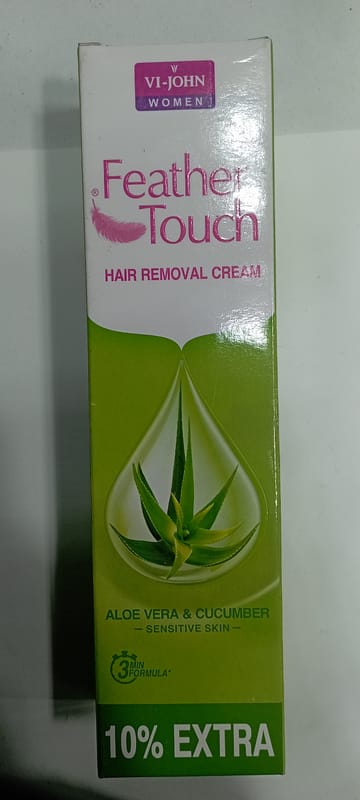 VI-JOHN
WOMEN
® Feather
Touch
HAIR REMOVAL CREAM
ALOE VERA & CUCUMBER
– SENSITIVE SKIN –
3 MIN
FORMULA*
10% EXTRA